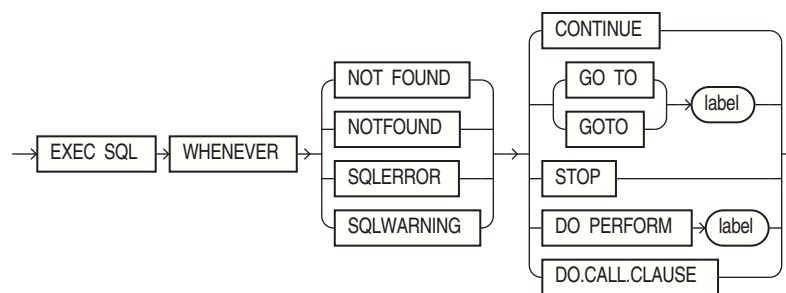 EXEC SQL
WHENEVER
NOT FOUND
NOTFOUND
SQLERROR
SQLWARNING
CONTINUE
GO TO
GOTO
label
STOP
DO PERFORM
label
DO.CALL.CLAUSE